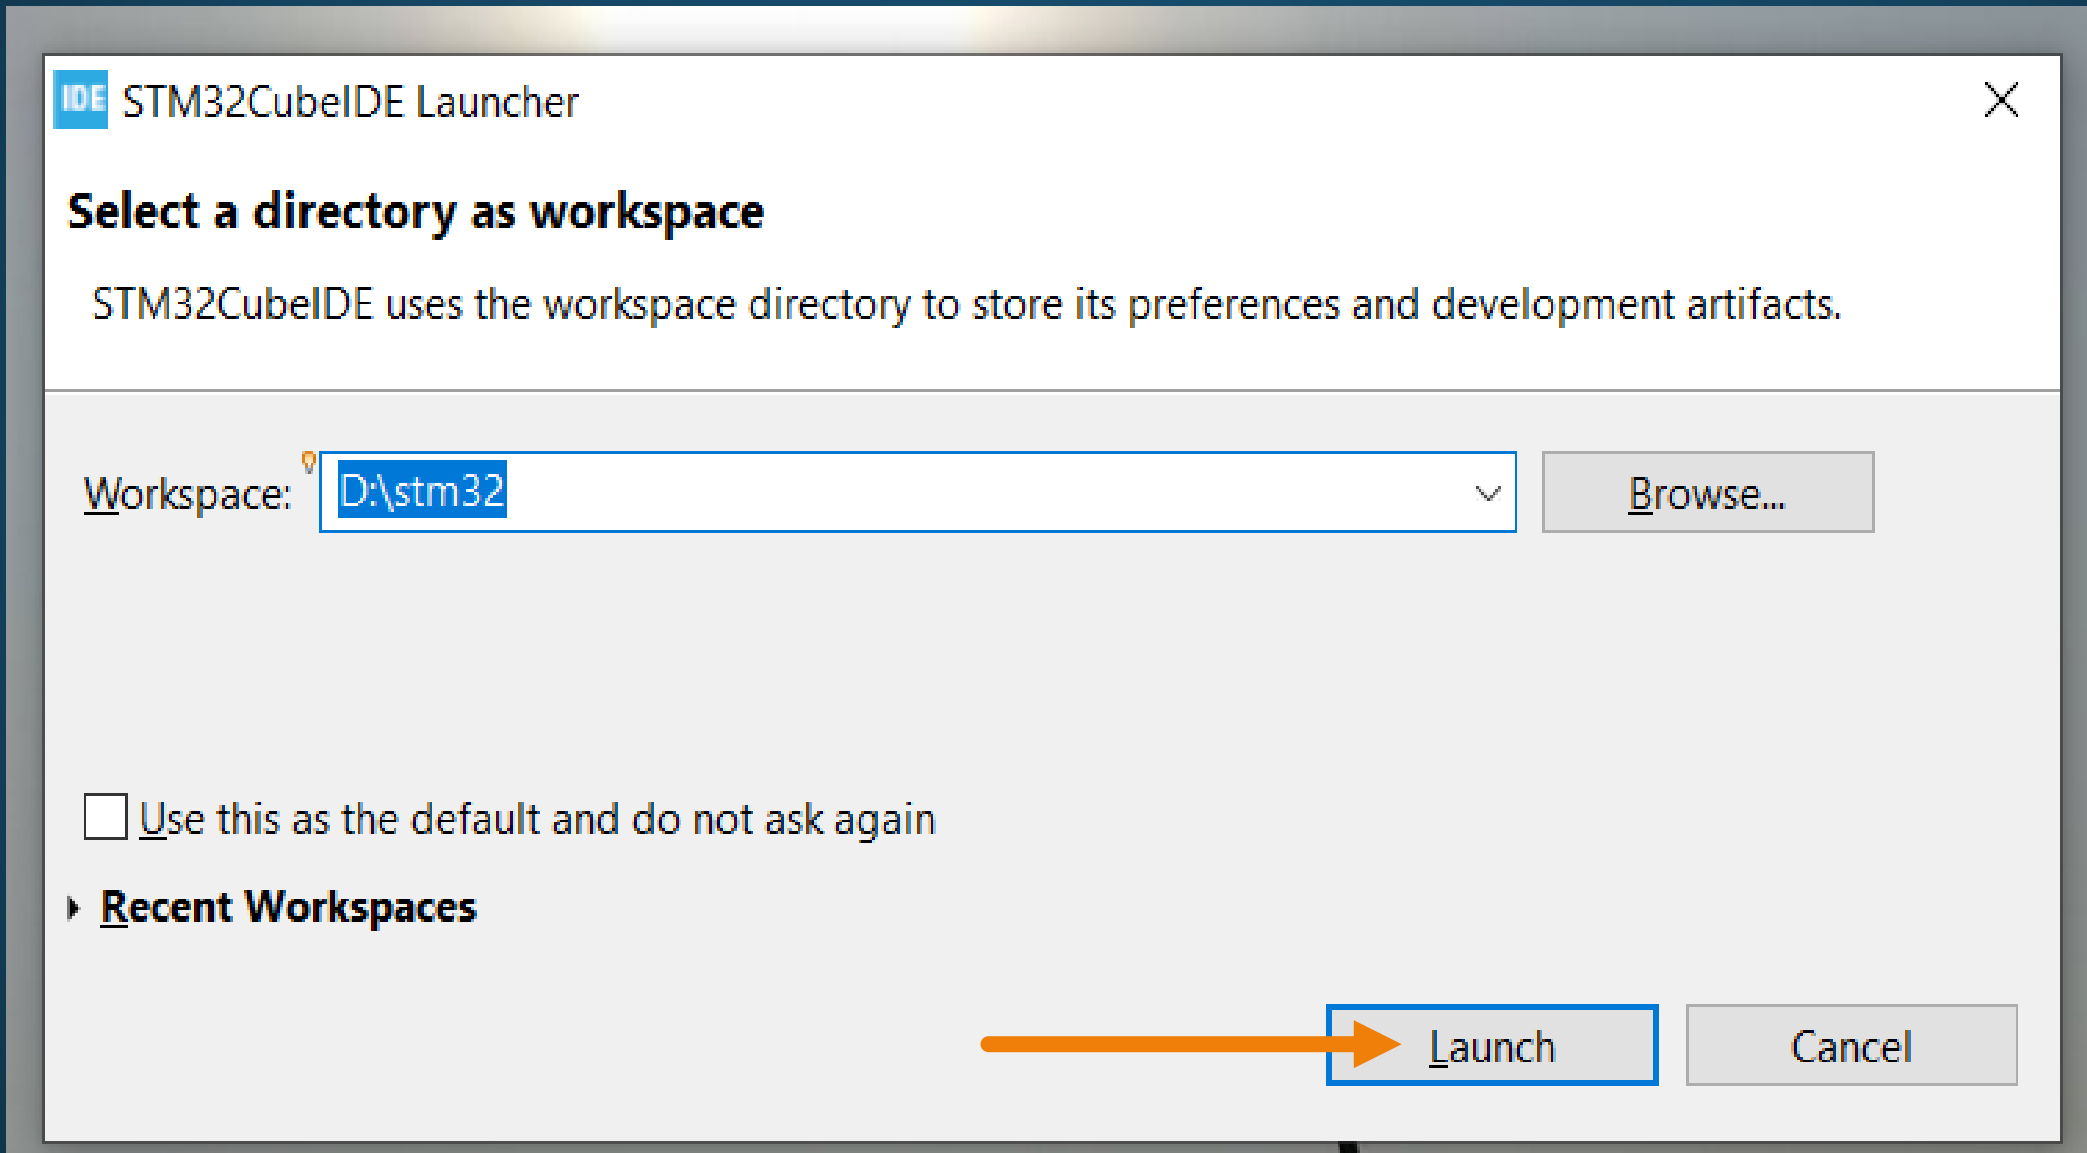 IDE STM32CubeIDE Launcher
Select a directory as workspace
STM32CubeIDE uses the workspace directory to store its preferences and development artifacts.
Workspace: D:\stm32 Browse...
Use this as the default and do not ask again
Recent Workspaces
Launch Cancel